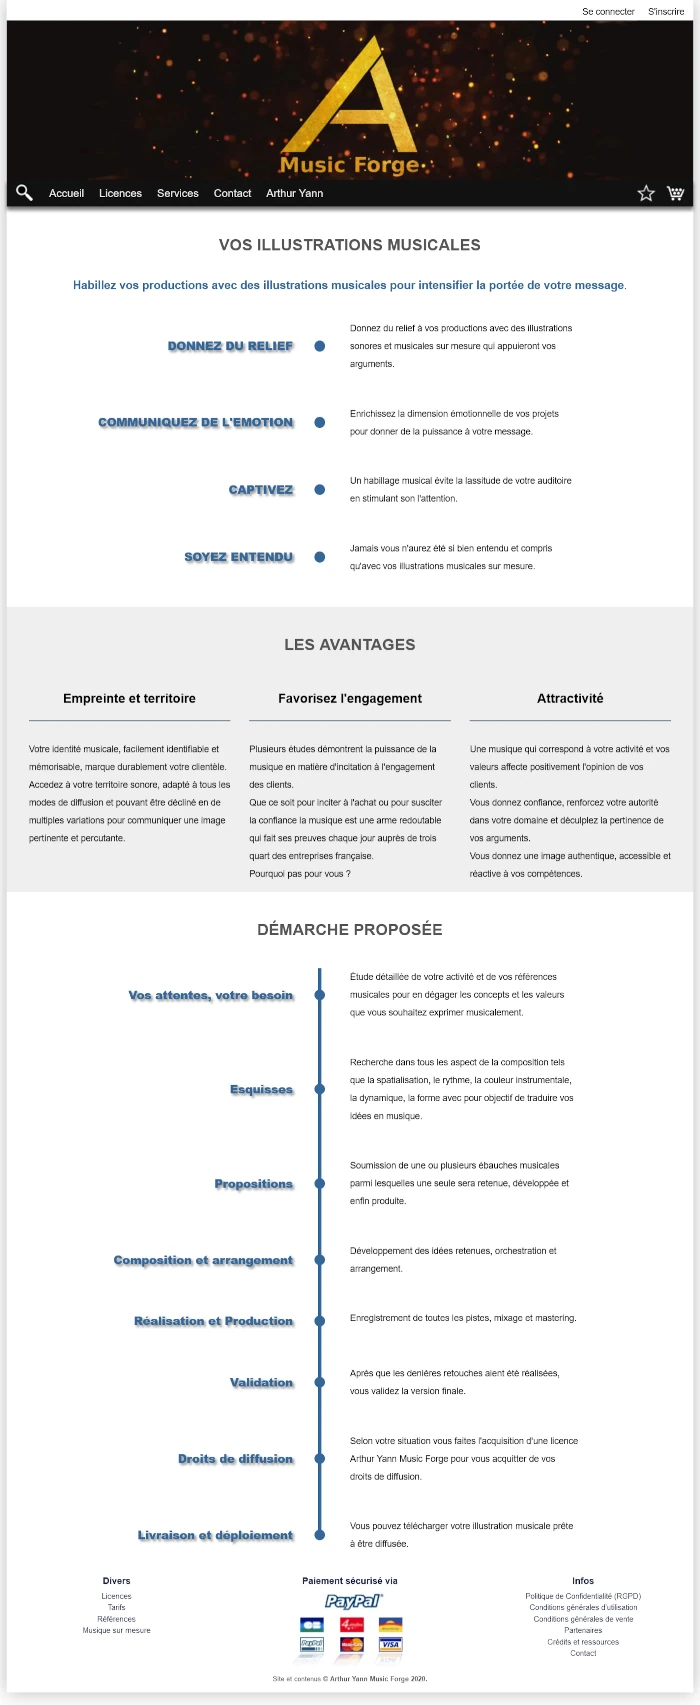 Se connecter S'inscrire
Music Forge
Accueil Licences Services Contact Arthur Yann
VOS ILLUSTRATIONS MUSICALES
Habillez vos productions avec des illustrations musicales pour intensifier la portée de votre message.
DONNEZ DU RELIEF
Donnez du relief à vos productions avec des illustrations
sonores et musicales sur mesure qui appuieront vos
arguments.
COMMUNIQUEZ DE L'EMOTION
Enrichissez la dimension émotionnelle de vos projets
pour donner de la puissance à votre message.
CAPTIVEZ
Un habillage musical évite la lassitude de votre auditoire
en stimulant son l'attention.
SOYEZ ENTENDU
Jamais vous n'aurez été si bien entendu et compris
qu'avec vos illustrations musicales sur mesure.
LES AVANTAGES
Empreinte et territoire
Votre identité musicale, facilement identifiable et
mémorisable, marque durablement votre clientèle.
Accedez à votre territoire sonore, adapté à tous les
modes de diffusion et pouvant être décliné en de
multiples variations pour communiquer une image
pertinente et percutante.
Favorisez l'engagement
Plusieurs études démontrent la puissance de la
musique en matière d'incitation à l'engagement
des clients.
Que ce soit pour inciter à l'achat ou pour susciter
la confiance la musique est une arme redoutable
qui fait ses preuves chaque jour auprès de trois
quart des entreprises française.
Pourquoi pas pour vous ?
Attractivité
Une musique qui correspond à votre activité et vos
valeurs affecte positivement l'opinion de vos
clients.
Vous donnez confiance, renforcez votre autorité
dans votre domaine et déculplez la pertinence de
vos arguments.
Vous donnez une image authentique, accessible et
réactive à vos compétences.
DÉMARCHE PROPOSÉE
Vos attentes, votre besoin
Étude détaillée de votre activité et de vos références
musicales pour en dégager les concepts et les valeurs
que vous souhaitez exprimer musicalement.
Esquisses
Recherche dans tous les aspect de la composition tels
que la spatialisation, le rythme, la couleur instrumentale,
la dynamique, la forme avec pour objectif de traduire vos
idées en musique.
Propositions
Soumission de une ou plusieurs ébauches musicales
parmi lesquelles une seule sera retenue, développée et
enfin produite.
Composition et arrangement
Développement des idées retenues, orchestration et
arrangement.
Réalisation et Production
Enregistrement de toutes les pistes, mixage et mastering.
Validation
Après que les denières retouches aient été réalisées,
vous validez la version finale.
Droits de diffusion
Selon votre situation vous faites l'acquisition d'une licence
Arthur Yann Music Forge pour vous acquitter de vos
droits de diffusion.
Livraison et déploiement
Vous pouvez télécharger votre illustration musicale prête
à être diffusée.
Divers
Licences
Tarifs
Références
Musique sur mesure
Paiement sécurisé via
PayPal
CB
PayPal MasterCard VISA
Infos
Politique de Confidentialité (RGPD)
Conditions générales d'utilisation
Conditions générales de vente
Partenaires
Crédits et ressources
Contact
Site et contenus © Arthur Yann Music Forge 2020.